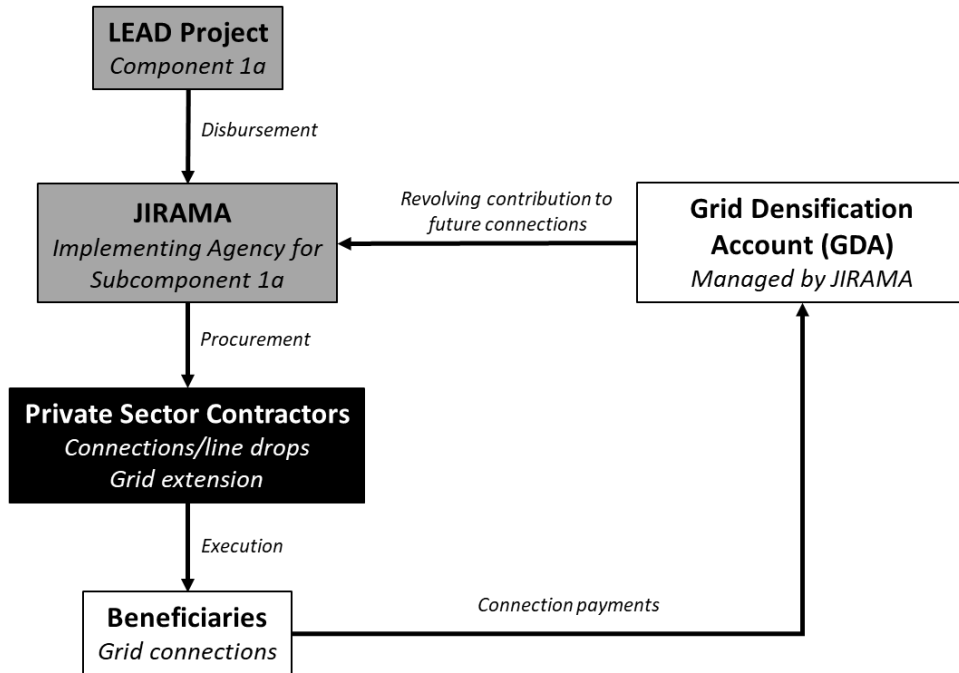 LEAD Project
Component 1a
Disbursement
JIRAMA
Implementing Agency for
Subcomponent 1a
Revolving contribution to
future connections
Grid Densification
Account (GDA)
Managed by JIRAMA
Procurement
Private Sector Contractors
Connections/line drops
Grid extension
Execution
Beneficiaries
Grid connections
Connection payments